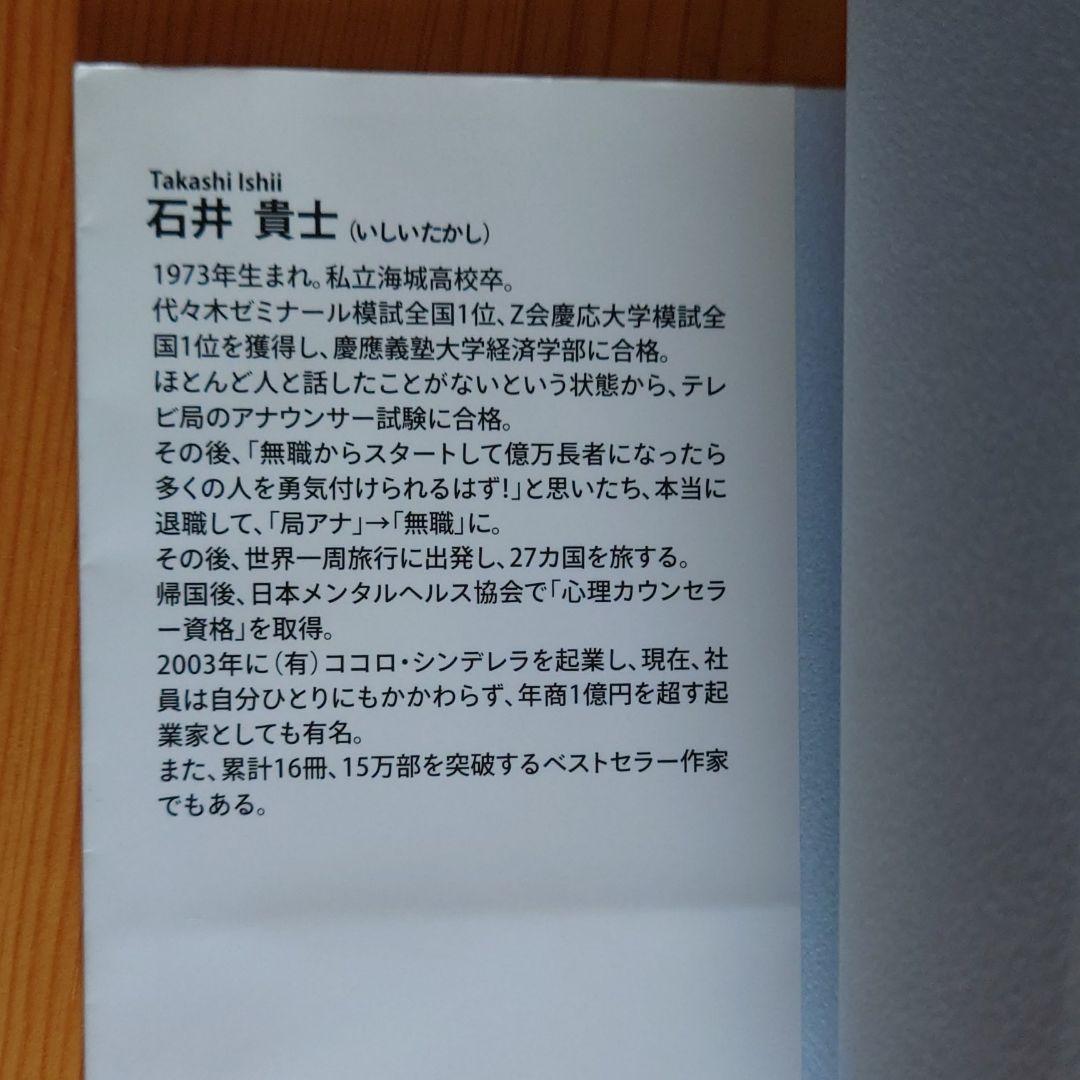 Takashi Ishii
石井 貴士(いしいたかし)
1973年生まれ。私立海城高校卒。
代々木ゼミナール模試全国1位、Z会慶応大学模試全
国1位を獲得し、慶應義塾大学経済学部に合格。
ほとんど人と話したことがないという状態から、テレ
ビ局のアナウンサー試験に合格。
その後、「無職からスタートして億万長者になったら
多くの人を勇気付けられるはず!」と思いたち、本当に
退職して、「局アナ」→「無職」に。
その後、世界一周旅行に出発し、27カ国を旅する。
帰国後、日本メンタルヘルス協会で「心理カウンセラ
ー資格」を取得。
2003年に(有)ココロ・シンデレラを起業し、現在、社
員は自分ひとりにもかかわらず、年商1億円を超す起
業家としても有名。
また、累計16冊、15万部を突破するベストセラー作家
でもある。